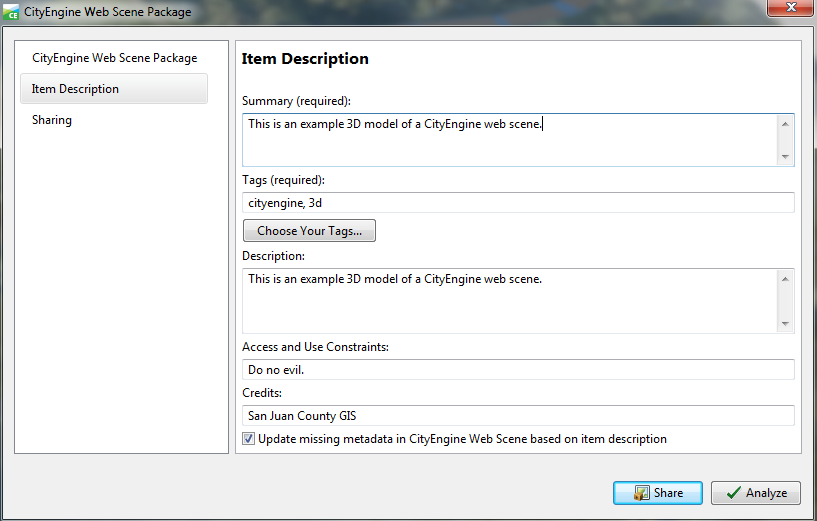 CityEngine Web Scene Package
CityEngine Web Scene Package
Item Description
Sharing
Item Description
Summary (required):
This is an example 3D model of a CityEngine web scene.
Tags (required):
cityengine, 3d
Choose Your Tags...
Description:
This is an example 3D model of a CityEngine web scene.
Access and Use Constraints:
Do no evil.
Credits:
San Juan County GIS
Update missing metadata in CityEngine Web Scene based on item description
Share
Analyze